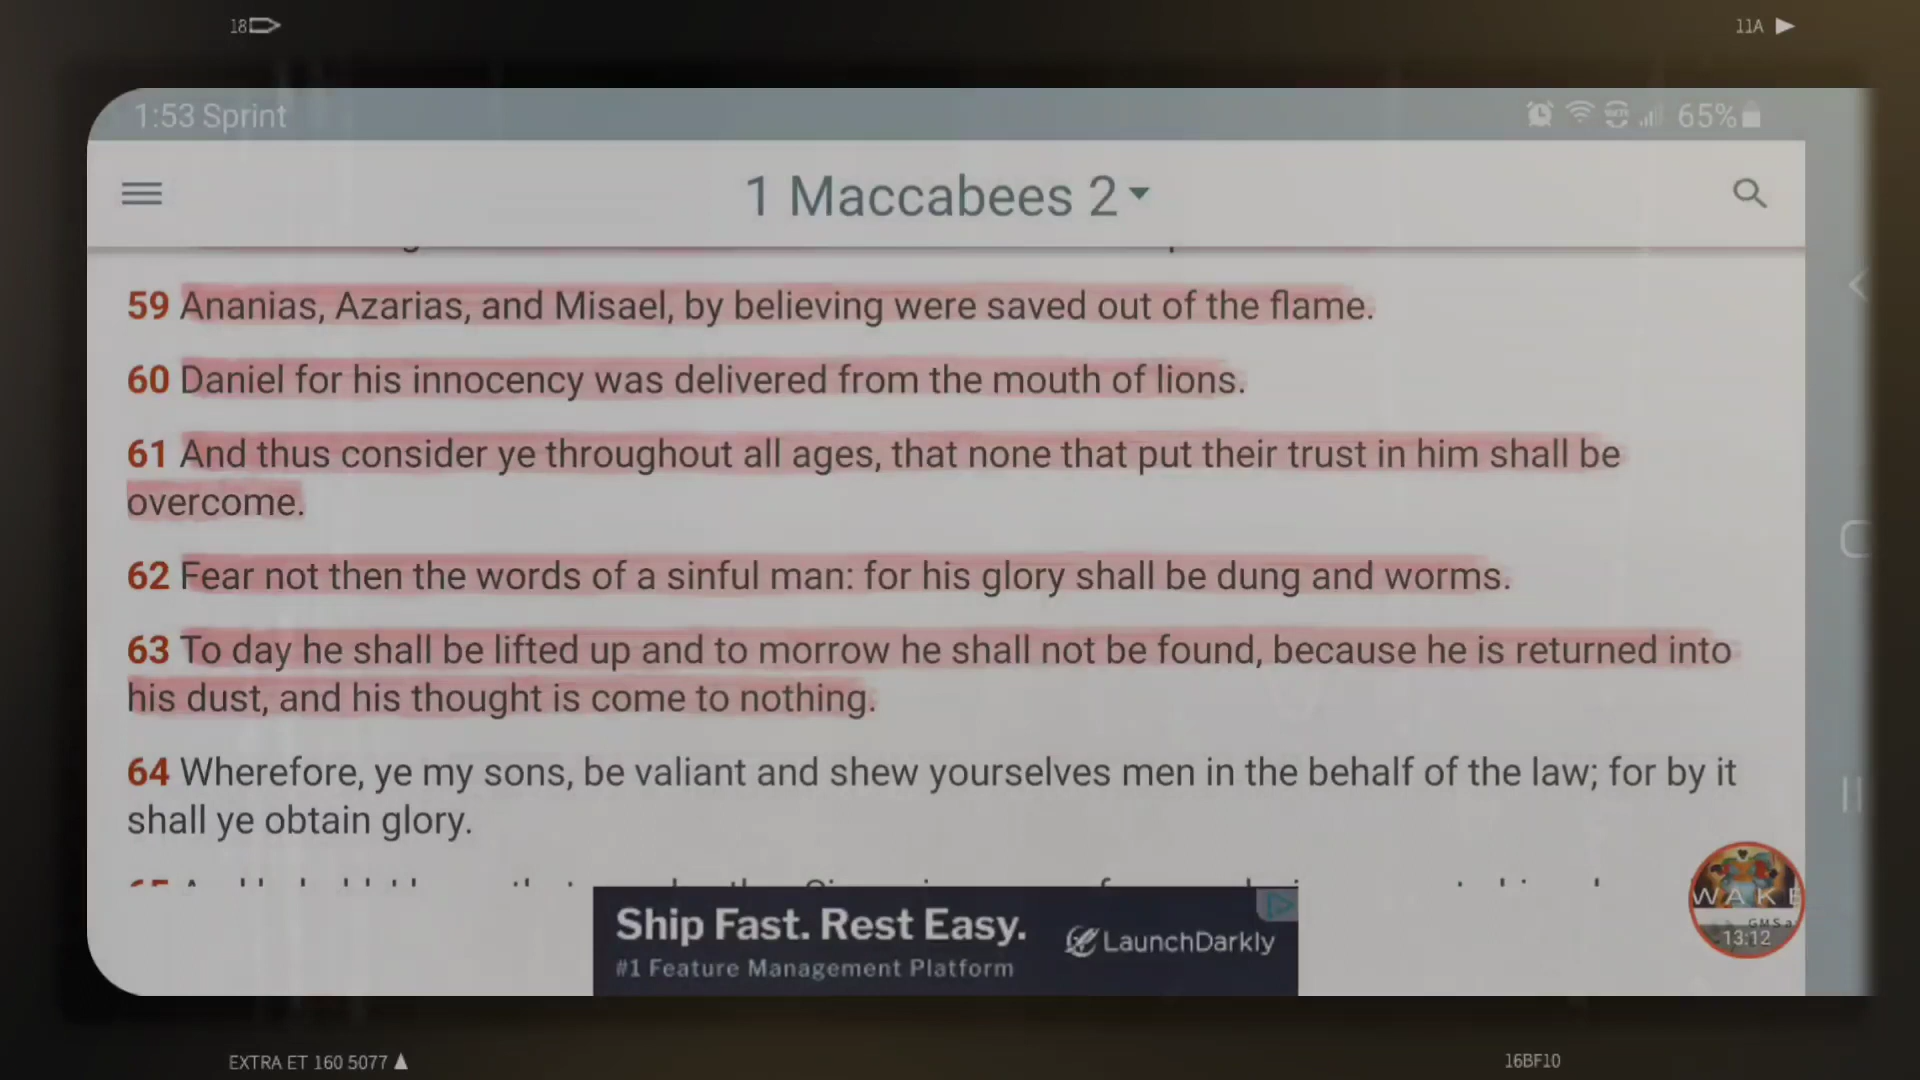 18
11A
1:53 Sprint
65%
1 Maccabees 2
59 Ananias, Azarias, and Misael, by believing were saved out of the flame.
60 Daniel for his innocency was delivered from the mouth of lions.
61 And thus consider ye throughout all ages, that none that put their trust in him shall be
overcome.
62 Fear not then the words of a sinful man: for his glory shall be dung and worms.
63 To day he shall be lifted up and to morrow he shall not be found, because he is returned into
his dust, and his thought is come to nothing.
64 Wherefore, ye my sons, be valiant and shew yourselves men in the behalf of the law; for by it
shall ye obtain glory.
Ship Fast. Rest Easy.
#1 Feature Management Platform
LaunchDarkly
WAKE
GMS a
13:12
EXTRA ET 160 5077
16BF10